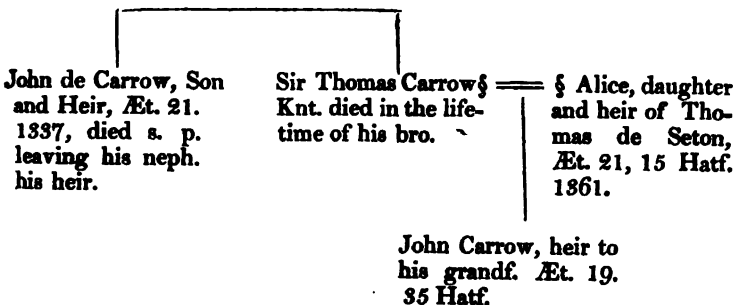 John de Carrow, Son
and Heir, Æt. 21.
1337, died s. p.
leaving his neph.
his heir.
Sir Thomas Carrow§
Knt. died in the life-
time of his bro.
§ Alice, daughter
and heir of Tho-
mas de Seton,
Æt. 21, 15 Hatf.
1361.
John Carrow, heir to
his grandf. Æt. 19.
35 Hatf.